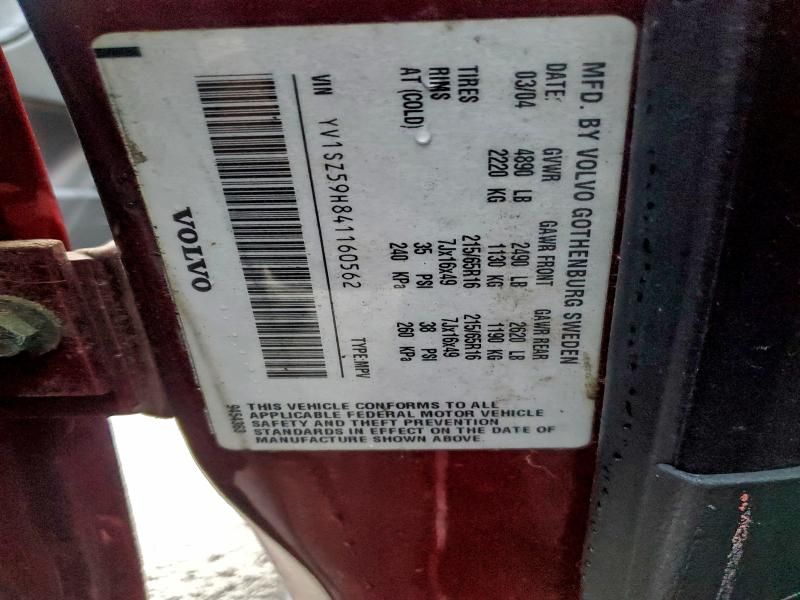 MFD. BY VOLVO GOTHENBURG SWEDEN
DATE: GVWR GAWR FRONT GAWR REAR
03/04 4890 LB 2490 LB 2620 LB
2220 KG 1130 KG 1190 KG
TIRES 215/65R16 215/65R16
RIMS 7Jx16x49 7Jx16x49
AT (COLD) 35 PSI 38 PSI
240 KPa 260 KPa
VIN YV1SZ59H841160562 TYPE:MPV
VOLVO
THIS VEHICLE CONFORMS TO ALL
APPLICABLE FEDERAL MOTOR VEHICLE
SAFETY AND THEFT PREVENTION
STANDARDS IN EFFECT ON THE DATE OF
MANUFACTURE SHOWN ABOVE.